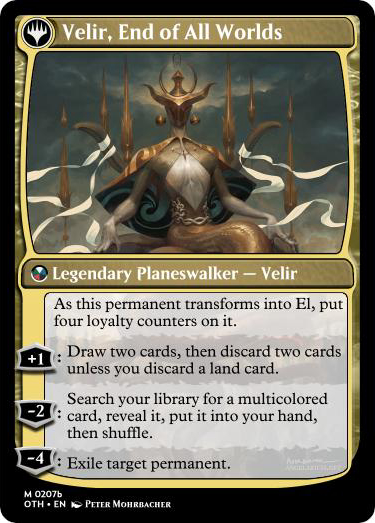 Velir, End of All Worlds
Legendary Planeswalker — Velir
As this permanent transforms into El, put
four loyalty counters on it.
+1: Draw two cards, then discard two cards
unless you discard a land card.
-2: Search your library for a multicolored
card, reveal it, put it into your hand,
then shuffle.
-4: Exile target permanent.
M 0207b
OTH • EN Peter Mohrbacher